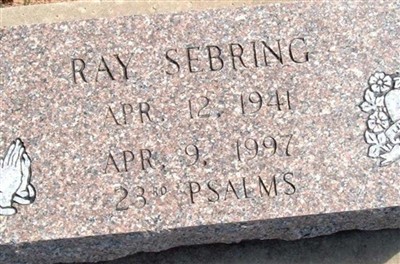 RAY SEBRING
APR. 12, 1941
APR. 9, 1997
23RD PSALMS